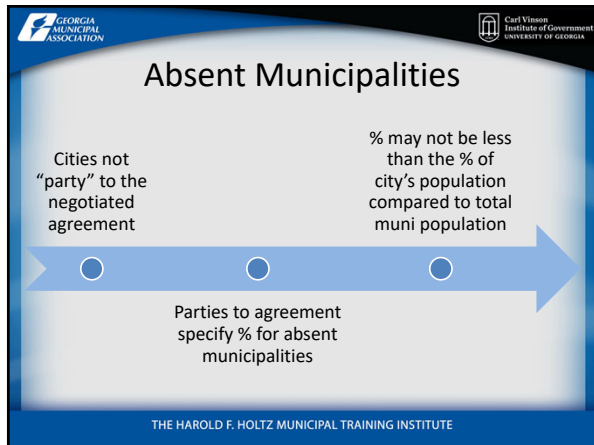 GEORGIA
MUNICIPAL
ASSOCIATION
Carl Vinson
Institute of Government
UNIVERSITY OF GEORGIA
Absent Municipalities
Cities not
“party” to the
negotiated
agreement
Parties to agreement
specify % for absent
municipalities
% may not be less
than the % of
city’s population
compared to total
muni population
THE HAROLD F. HOLTZ MUNICIPAL TRAINING INSTITUTE